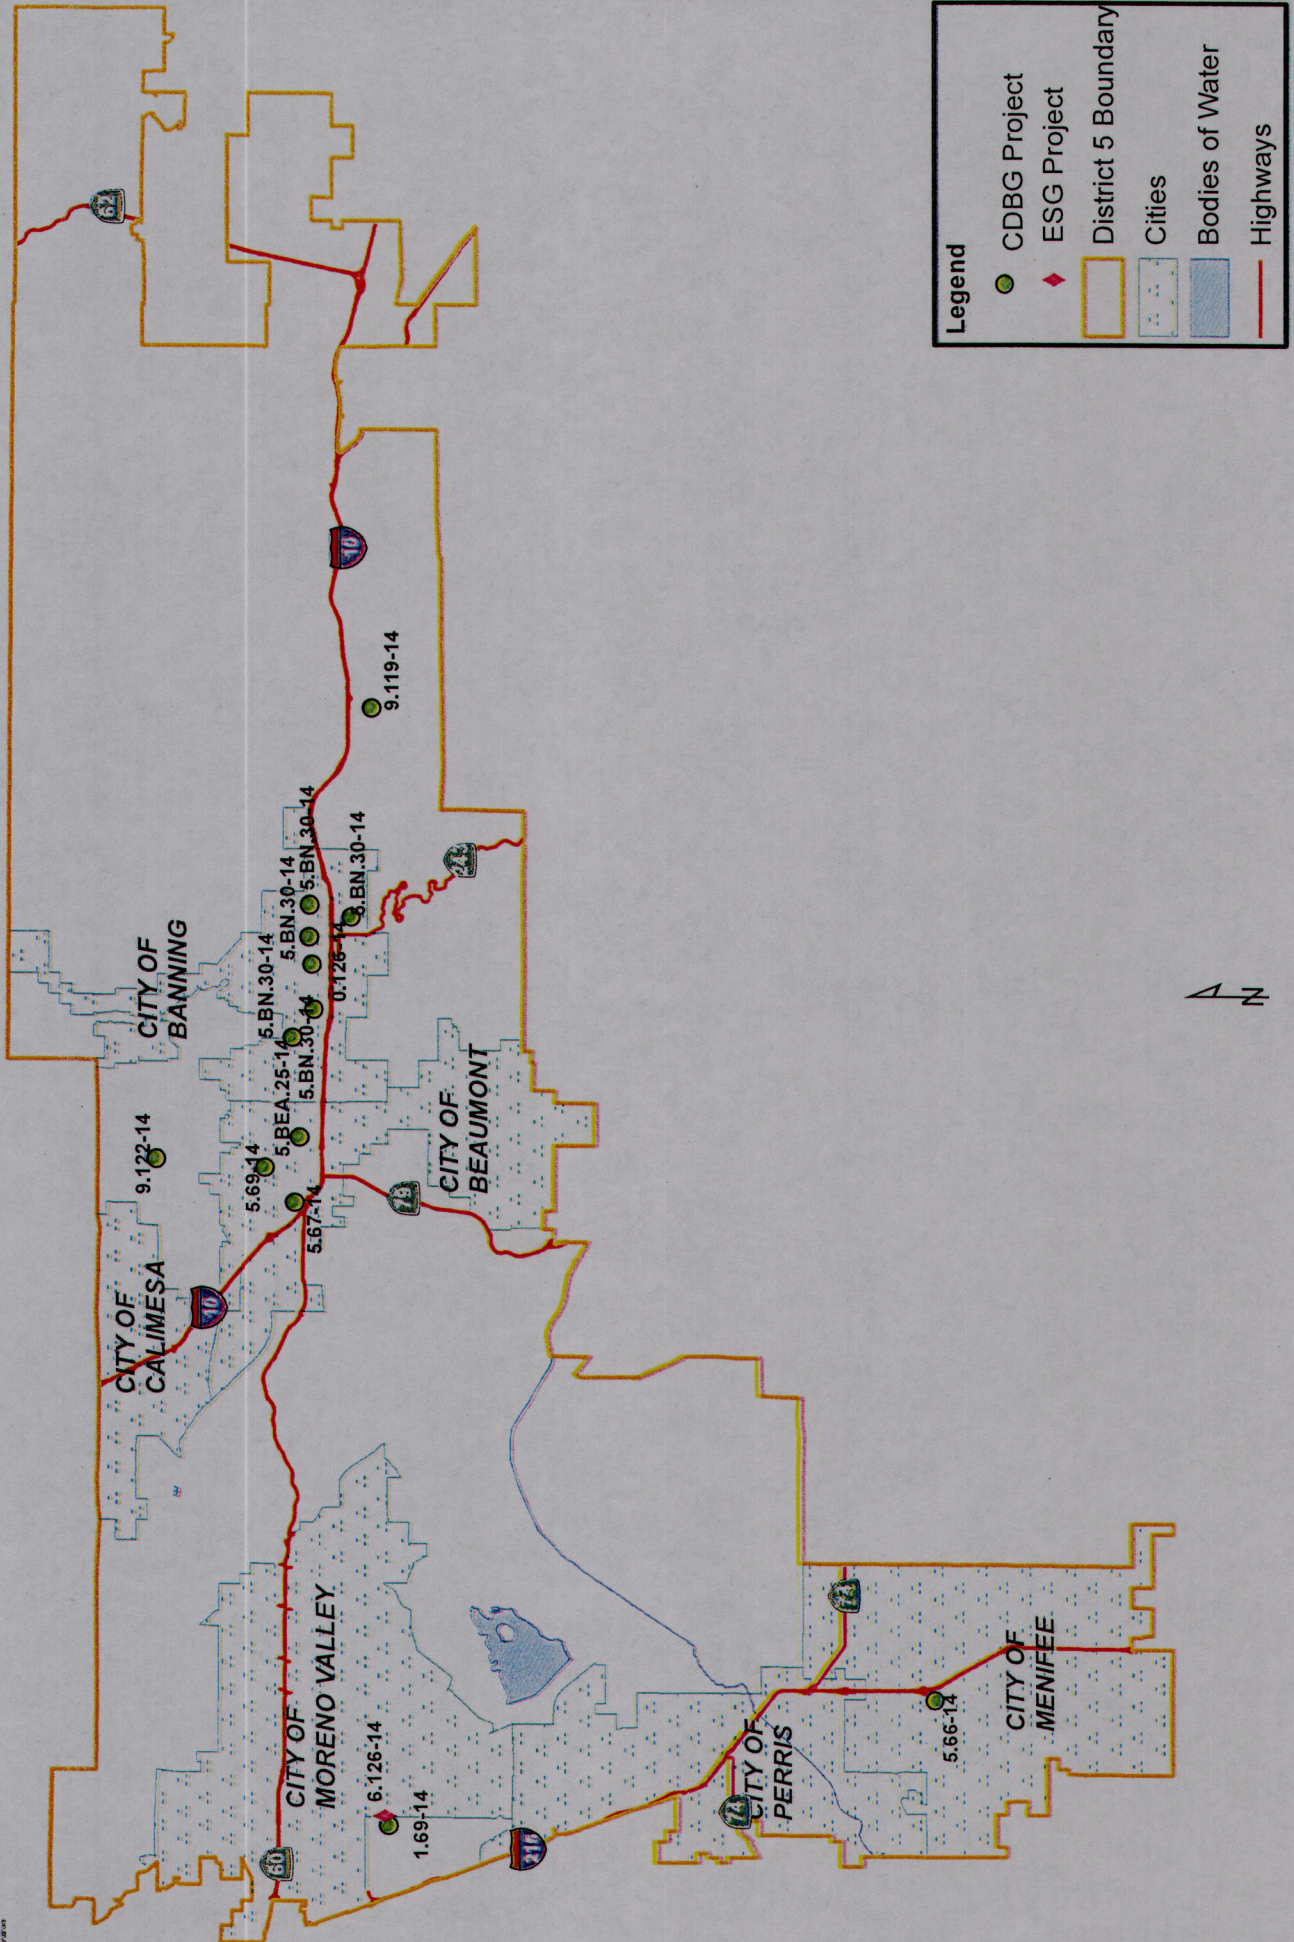 62
10
9.119-14
5.BN.30-14
5.BN.30-14
5.BN.30-14
5.BN.30-14
5.BN.30-14
0.126-14
243
CITY OF
BANNING
5.BEA.25-14
9.122-14
5.69-14
5.67-14
CITY OF
BEAUMONT
79
CITY OF
CALIMESA
10
CITY OF
MORENO VALLEY
60
6.126-14
1.69-14
215
CITY OF
PERRIS
74
74
5.66-14
CITY OF
MENIFEE
N
Legend
CDBG Project
ESG Project
District 5 Boundary
Cities
Bodies of Water
Highways